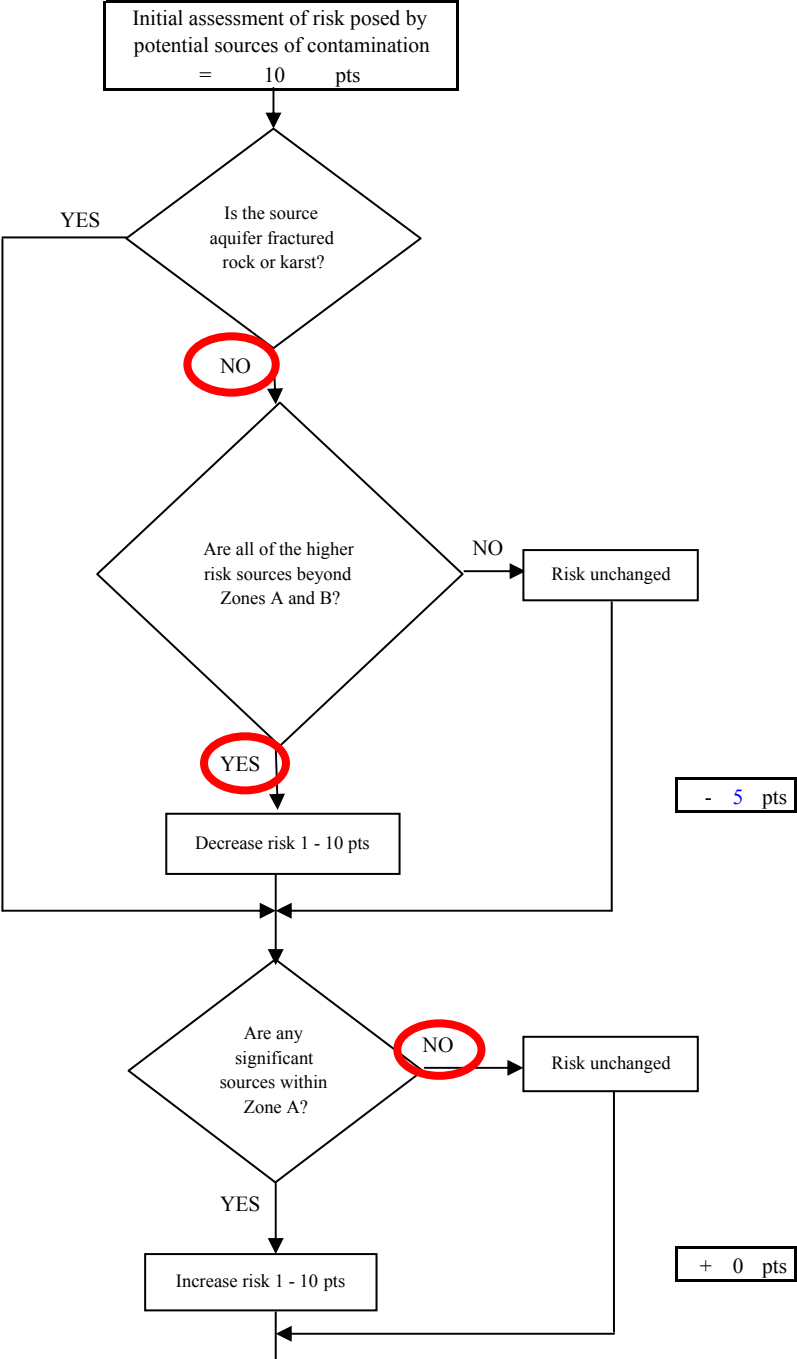 Initial assessment of risk posed by
potential sources of contamination
= 10 pts
YES
Is the source
aquifer fractured
rock or karst?
NO
Are all of the higher
risk sources beyond
Zones A and B?
NO
Risk unchanged
YES
- 5 pts
Decrease risk 1 - 10 pts
Are any
significant
sources within
Zone A?
NO
Risk unchanged
YES
+ 0 pts
Increase risk 1 - 10 pts